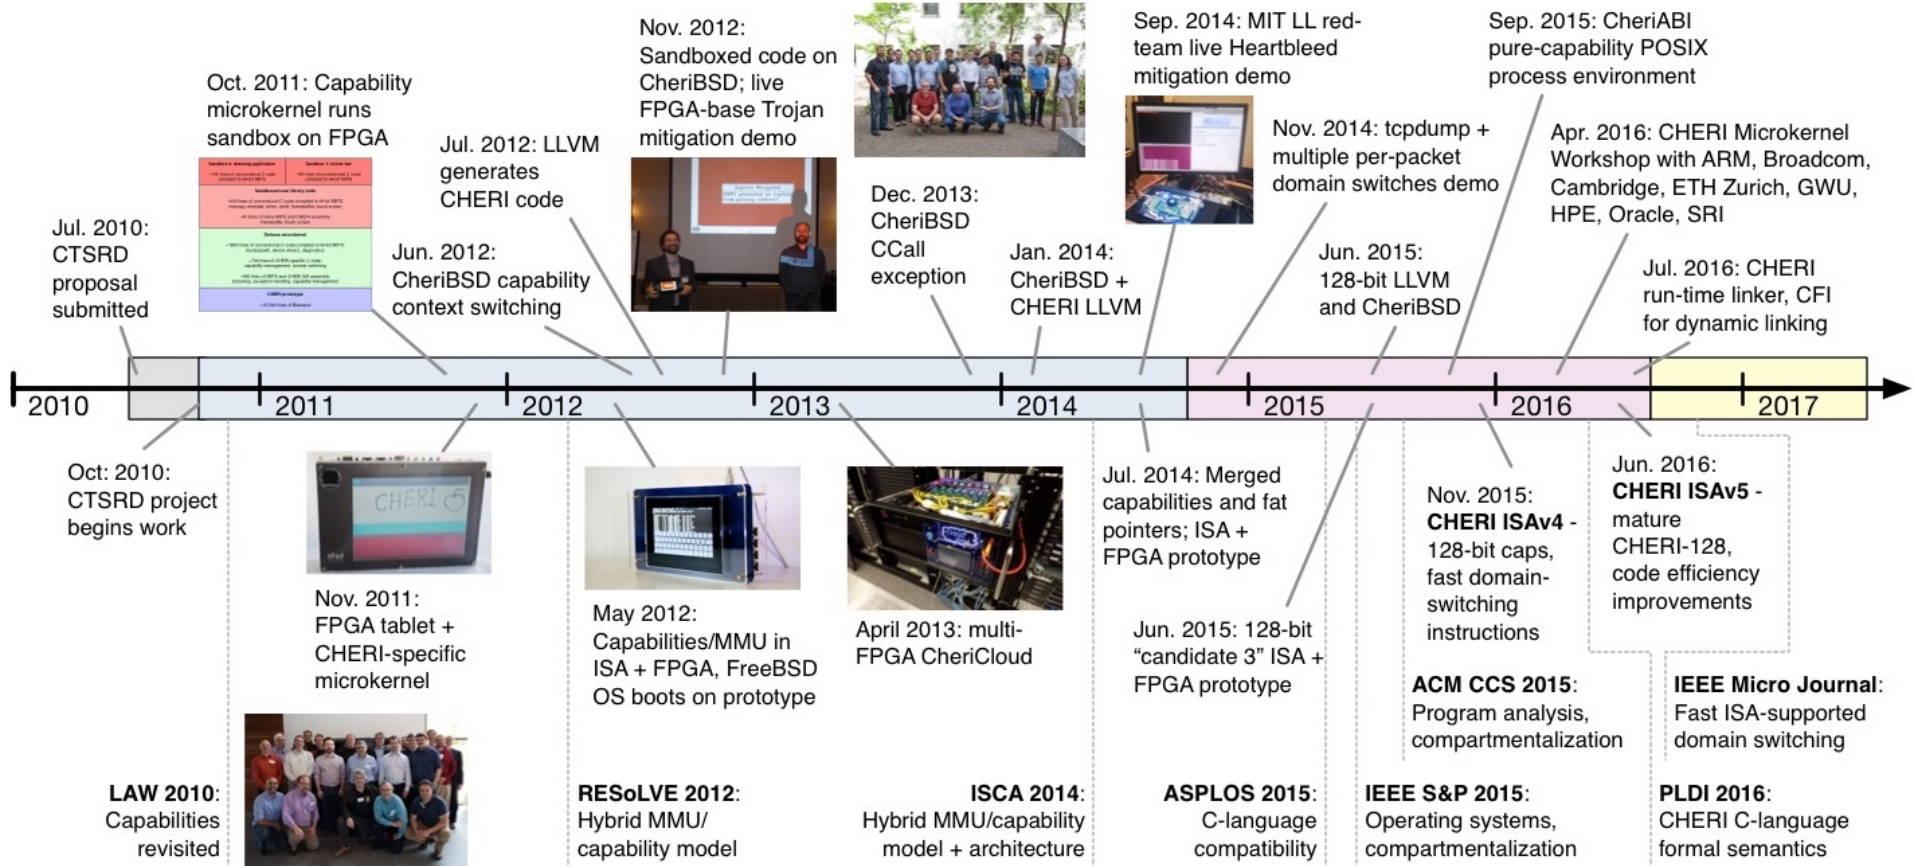 Jul. 2010:
CTSRD
proposal
submitted
Oct. 2011: Capability
microkernel runs
sandbox on FPGA
Jul. 2012: LLVM
generates
CHERI code
Jun. 2012:
CheriBSD capability
context switching
Nov. 2012:
Sandboxed code on
CheriBSD; live
FPGA-base Trojan
mitigation demo
Dec. 2013:
CheriBSD
CCall
exception
Jan. 2014:
CheriBSD +
CHERI LLVM
Sep. 2014: MIT LL red-
team live Heartbleed
mitigation demo
Nov. 2014: tcpdump +
multiple per-packet
domain switches demo
Jun. 2015:
128-bit LLVM
and CheriBSD
Sep. 2015: CheriABI
pure-capability POSIX
process environment
Apr. 2016: CHERI Microkernel
Workshop with ARM, Broadcom,
Cambridge, ETH Zurich, GWU,
HPE, Oracle, SRI
Jul. 2016: CHERI
run-time linker, CFI
for dynamic linking
2010
2011
2012
2013
2014
2015
2016
2017
Oct: 2010:
CTSRD project
begins work
CHERI
Nov. 2011:
FPGA tablet +
CHERI-specific
microkernel
May 2012:
Capabilities/MMU in
ISA + FPGA, FreeBSD
OS boots on prototype
April 2013: multi-
FPGA CheriCloud
Jul. 2014: Merged
capabilities and fat
pointers; ISA +
FPGA prototype
Jun. 2015: 128-bit
“candidate 3” ISA +
FPGA prototype
Nov. 2015:
CHERI ISAv4 -
128-bit caps,
fast domain-
switching
instructions
Jun. 2016:
CHERI ISAv5 -
mature
CHERI-128,
code efficiency
improvements
ACM CCS 2015:
Program analysis,
compartmentalization
IEEE Micro Journal:
Fast ISA-supported
domain switching
LAW 2010:
Capabilities
revisited
RESoLVE 2012:
Hybrid MMU/
capability model
ISCA 2014:
Hybrid MMU/capability
model + architecture
ASPLOS 2015:
C-language
compatibility
IEEE S&P 2015:
Operating systems,
compartmentalization
PLDI 2016:
CHERI C-language
formal semantics